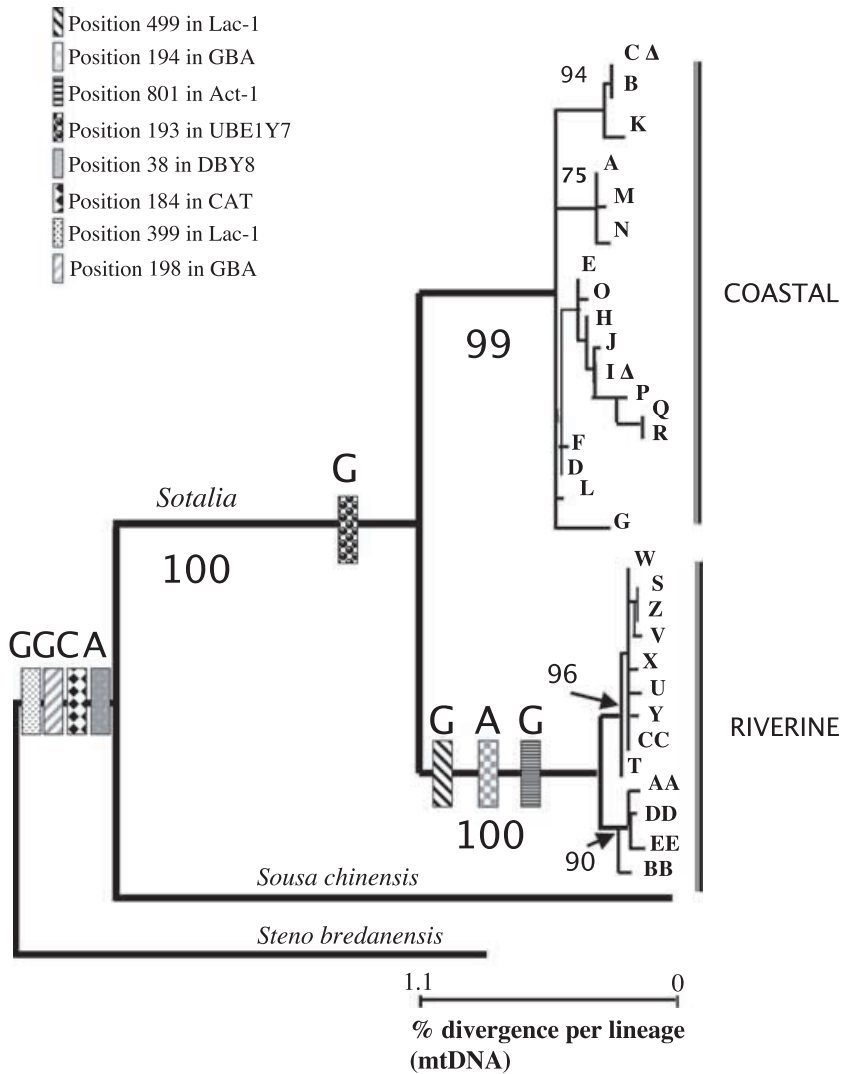 Position 499 in Lac-1
Position 194 in GBA
Position 801 in Act-1
Position 193 in UBE1Y7
Position 38 in DBY8
Position 184 in CAT
Position 399 in Lac-1
Position 198 in GBA
C Δ
94
B
K
A
75
M
N
E
O
H
J
I Δ
P
Q
R
F
D
L
G
COASTAL
99
G
Sotalia
100
GGCA
W
S
Z
V
X
U
Y
CC
T
AA
DD
EE
BB
96
RIVERINE
G A G
100
90
Sousa chinensis
Steno bredanensis
1.1 0
% divergence per lineage
(mtDNA)